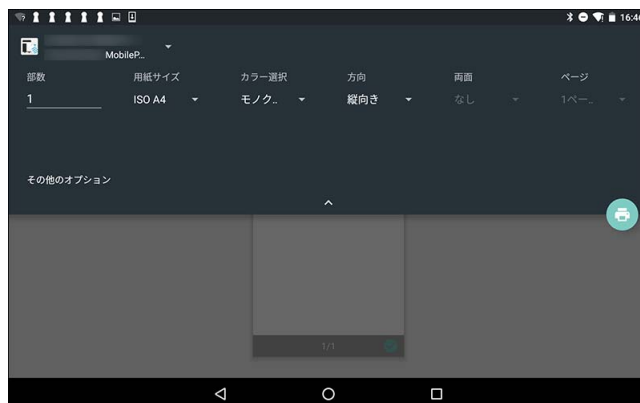 16:46
MobileP...
部数 用紙サイズ カラー選択 方向 両面 ページ
1 ISO A4 モノク.. 縦向き なし 1ペー..
その他のオプション
1/1